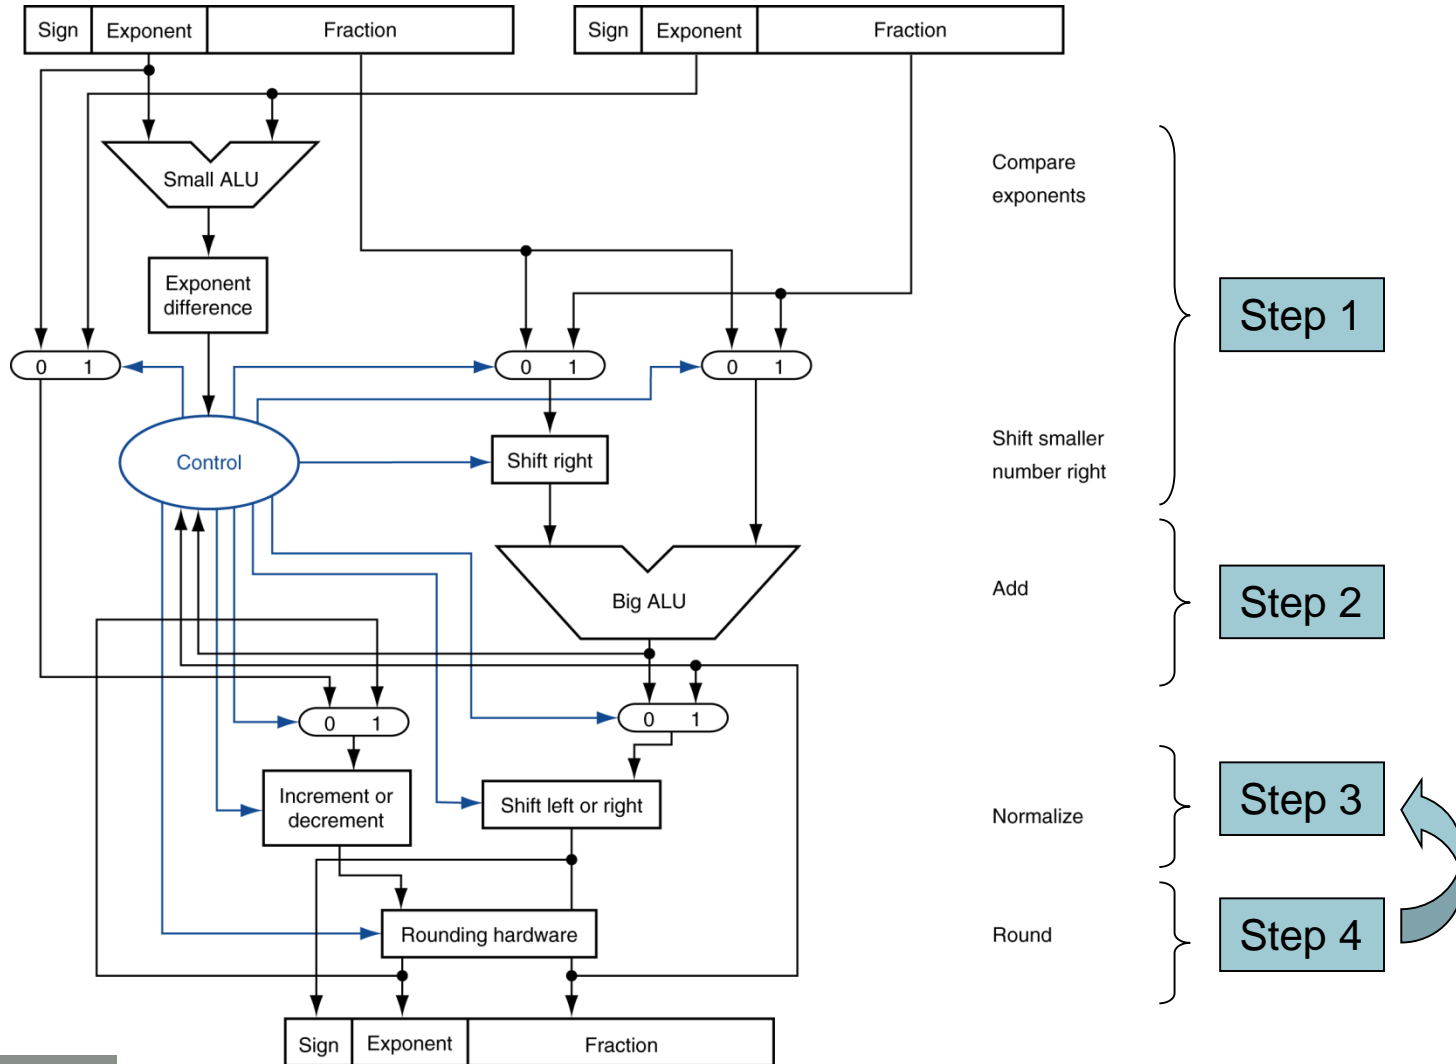 Sign Exponent Fraction
Sign Exponent Fraction
Small ALU
Compare
exponents
Exponent
difference
Step 1
0 1
0 1
0 1
Control
Shift right
Shift smaller
number right
Big ALU
Add
Step 2
0 1
0 1
Increment or
decrement
Shift left or right
Normalize
Step 3
Rounding hardware
Round
Step 4
Sign Exponent Fraction